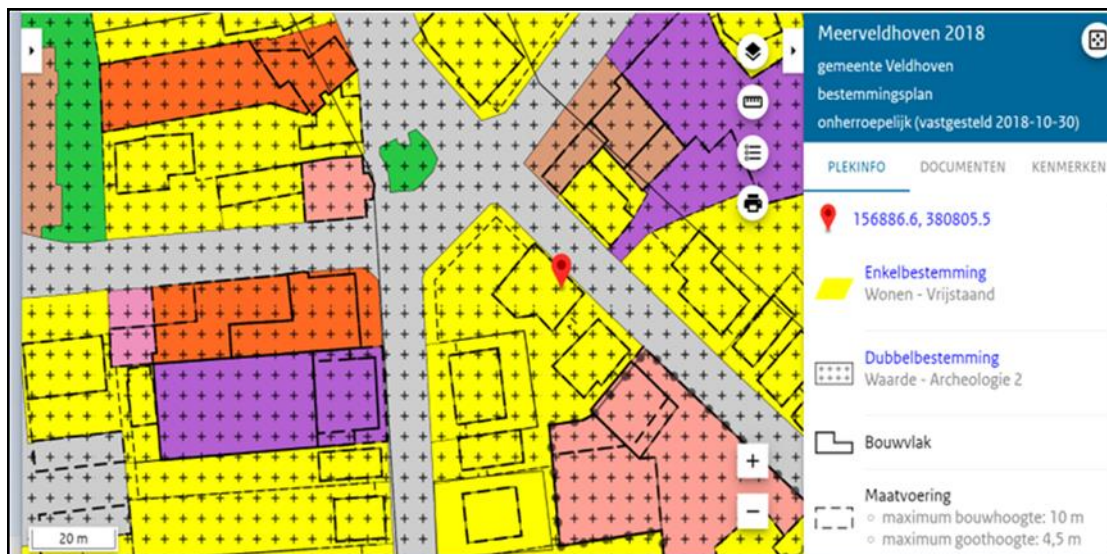 Meerveldhoven 2018
gemeente Veldhoven
bestemmingsplan
onherroepelijk (vastgesteld 2018-10-30)
PLEKINFO DOCUMENTEN KENMERKEN
156886.6, 380805.5
Enkelbestemming
Wonen - Vrijstaand
Dubbelbestemming
Waarde - Archeologie 2
Bouwvlak
Maatvoering
maximum bouwhoogte: 10 m
maximum goothoogte: 4,5 m
20 m